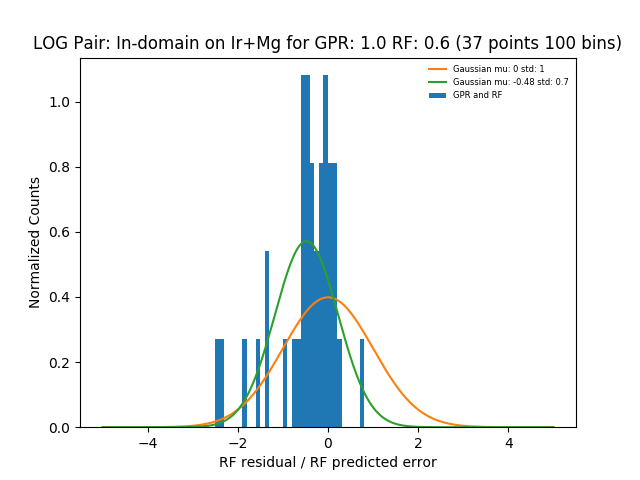 LOG Pair: In-domain on Ir+Mg for GPR: 1.0 RF: 0.6 (37 points 100 bins)
Gaussian mu: 0 std: 1
Gaussian mu: -0.48 std: 0.7
GPR and RF
Normalized Counts
1.0
0.8
0.6
0.4
0.2
0.0
−4
−2
0
2
4
RF residual / RF predicted error